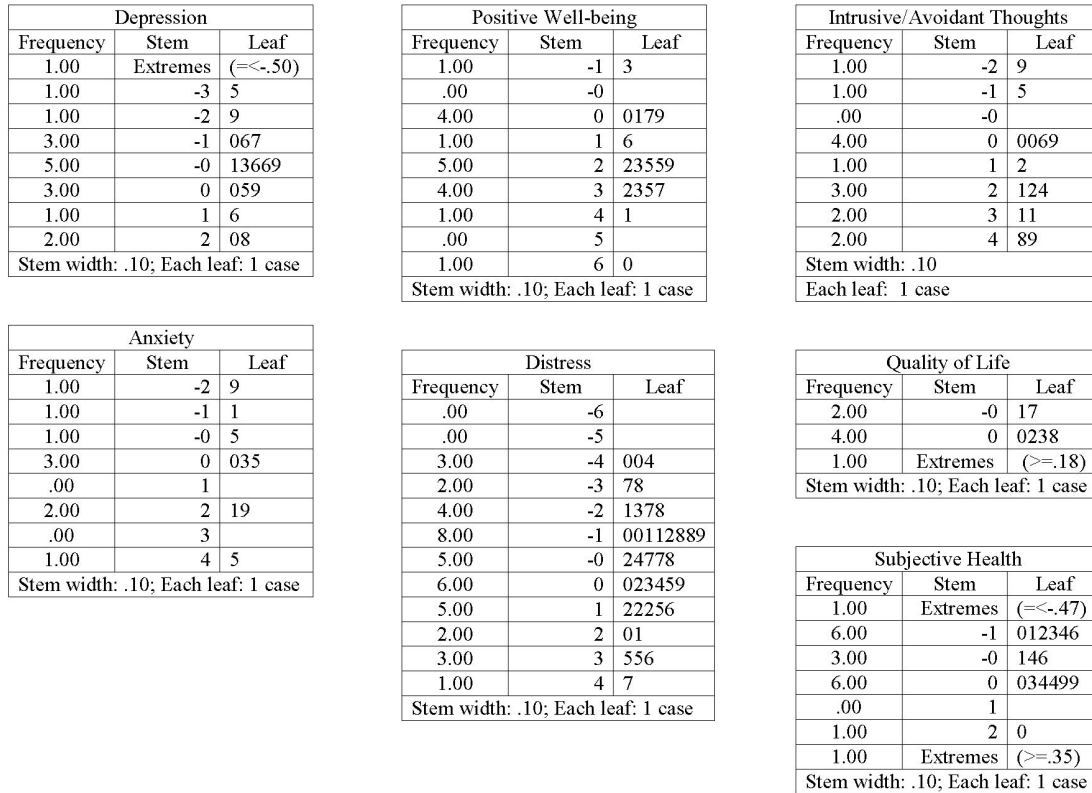 Depression
Frequency Stem Leaf
1.00 Extremes (=<-.50)
1.00 -3 5
1.00 -2 9
3.00 -1 067
5.00 -0 13669
3.00 0 059
1.00 1 6
2.00 2 08
Stem width: .10; Each leaf: 1 case
Positive Well-being
Frequency Stem Leaf
1.00 -1 3
.00 -0
4.00 0 0179
1.00 1 6
5.00 2 23559
4.00 3 2357
1.00 4 1
.00 5
1.00 6 0
Stem width: .10; Each leaf: 1 case
Intrusive/Avoidant Thoughts
Frequency Stem Leaf
1.00 -2 9
1.00 -1 5
.00 -0
4.00 0 0069
1.00 1 2
3.00 2 124
2.00 3 11
2.00 4 89
Stem width: .10
Each leaf: 1 case
Anxiety
Frequency Stem Leaf
1.00 -2 9
1.00 -1 1
1.00 -0 5
3.00 0 035
.00 1
2.00 2 19
.00 3
1.00 4 5
Stem width: .10; Each leaf: 1 case
Distress
Frequency Stem Leaf
.00 -6
.00 -5
3.00 -4 004
2.00 -3 78
4.00 -2 1378
8.00 -1 00112889
5.00 -0 24778
6.00 0 023459
5.00 1 22256
2.00 2 01
3.00 3 556
1.00 4 7
Stem width: .10; Each leaf: 1 case
Quality of Life
Frequency Stem Leaf
2.00 -0 17
4.00 0 0238
1.00 Extremes (>=.18)
Stem width: .10; Each leaf: 1 case
Subjective Health
Frequency Stem Leaf
1.00 Extremes (=<-.47)
6.00 -1 012346
3.00 -0 146
6.00 0 034499
.00 1
1.00 2 0
1.00 Extremes (>=.35)
Stem width: .10; Each leaf: 1 case